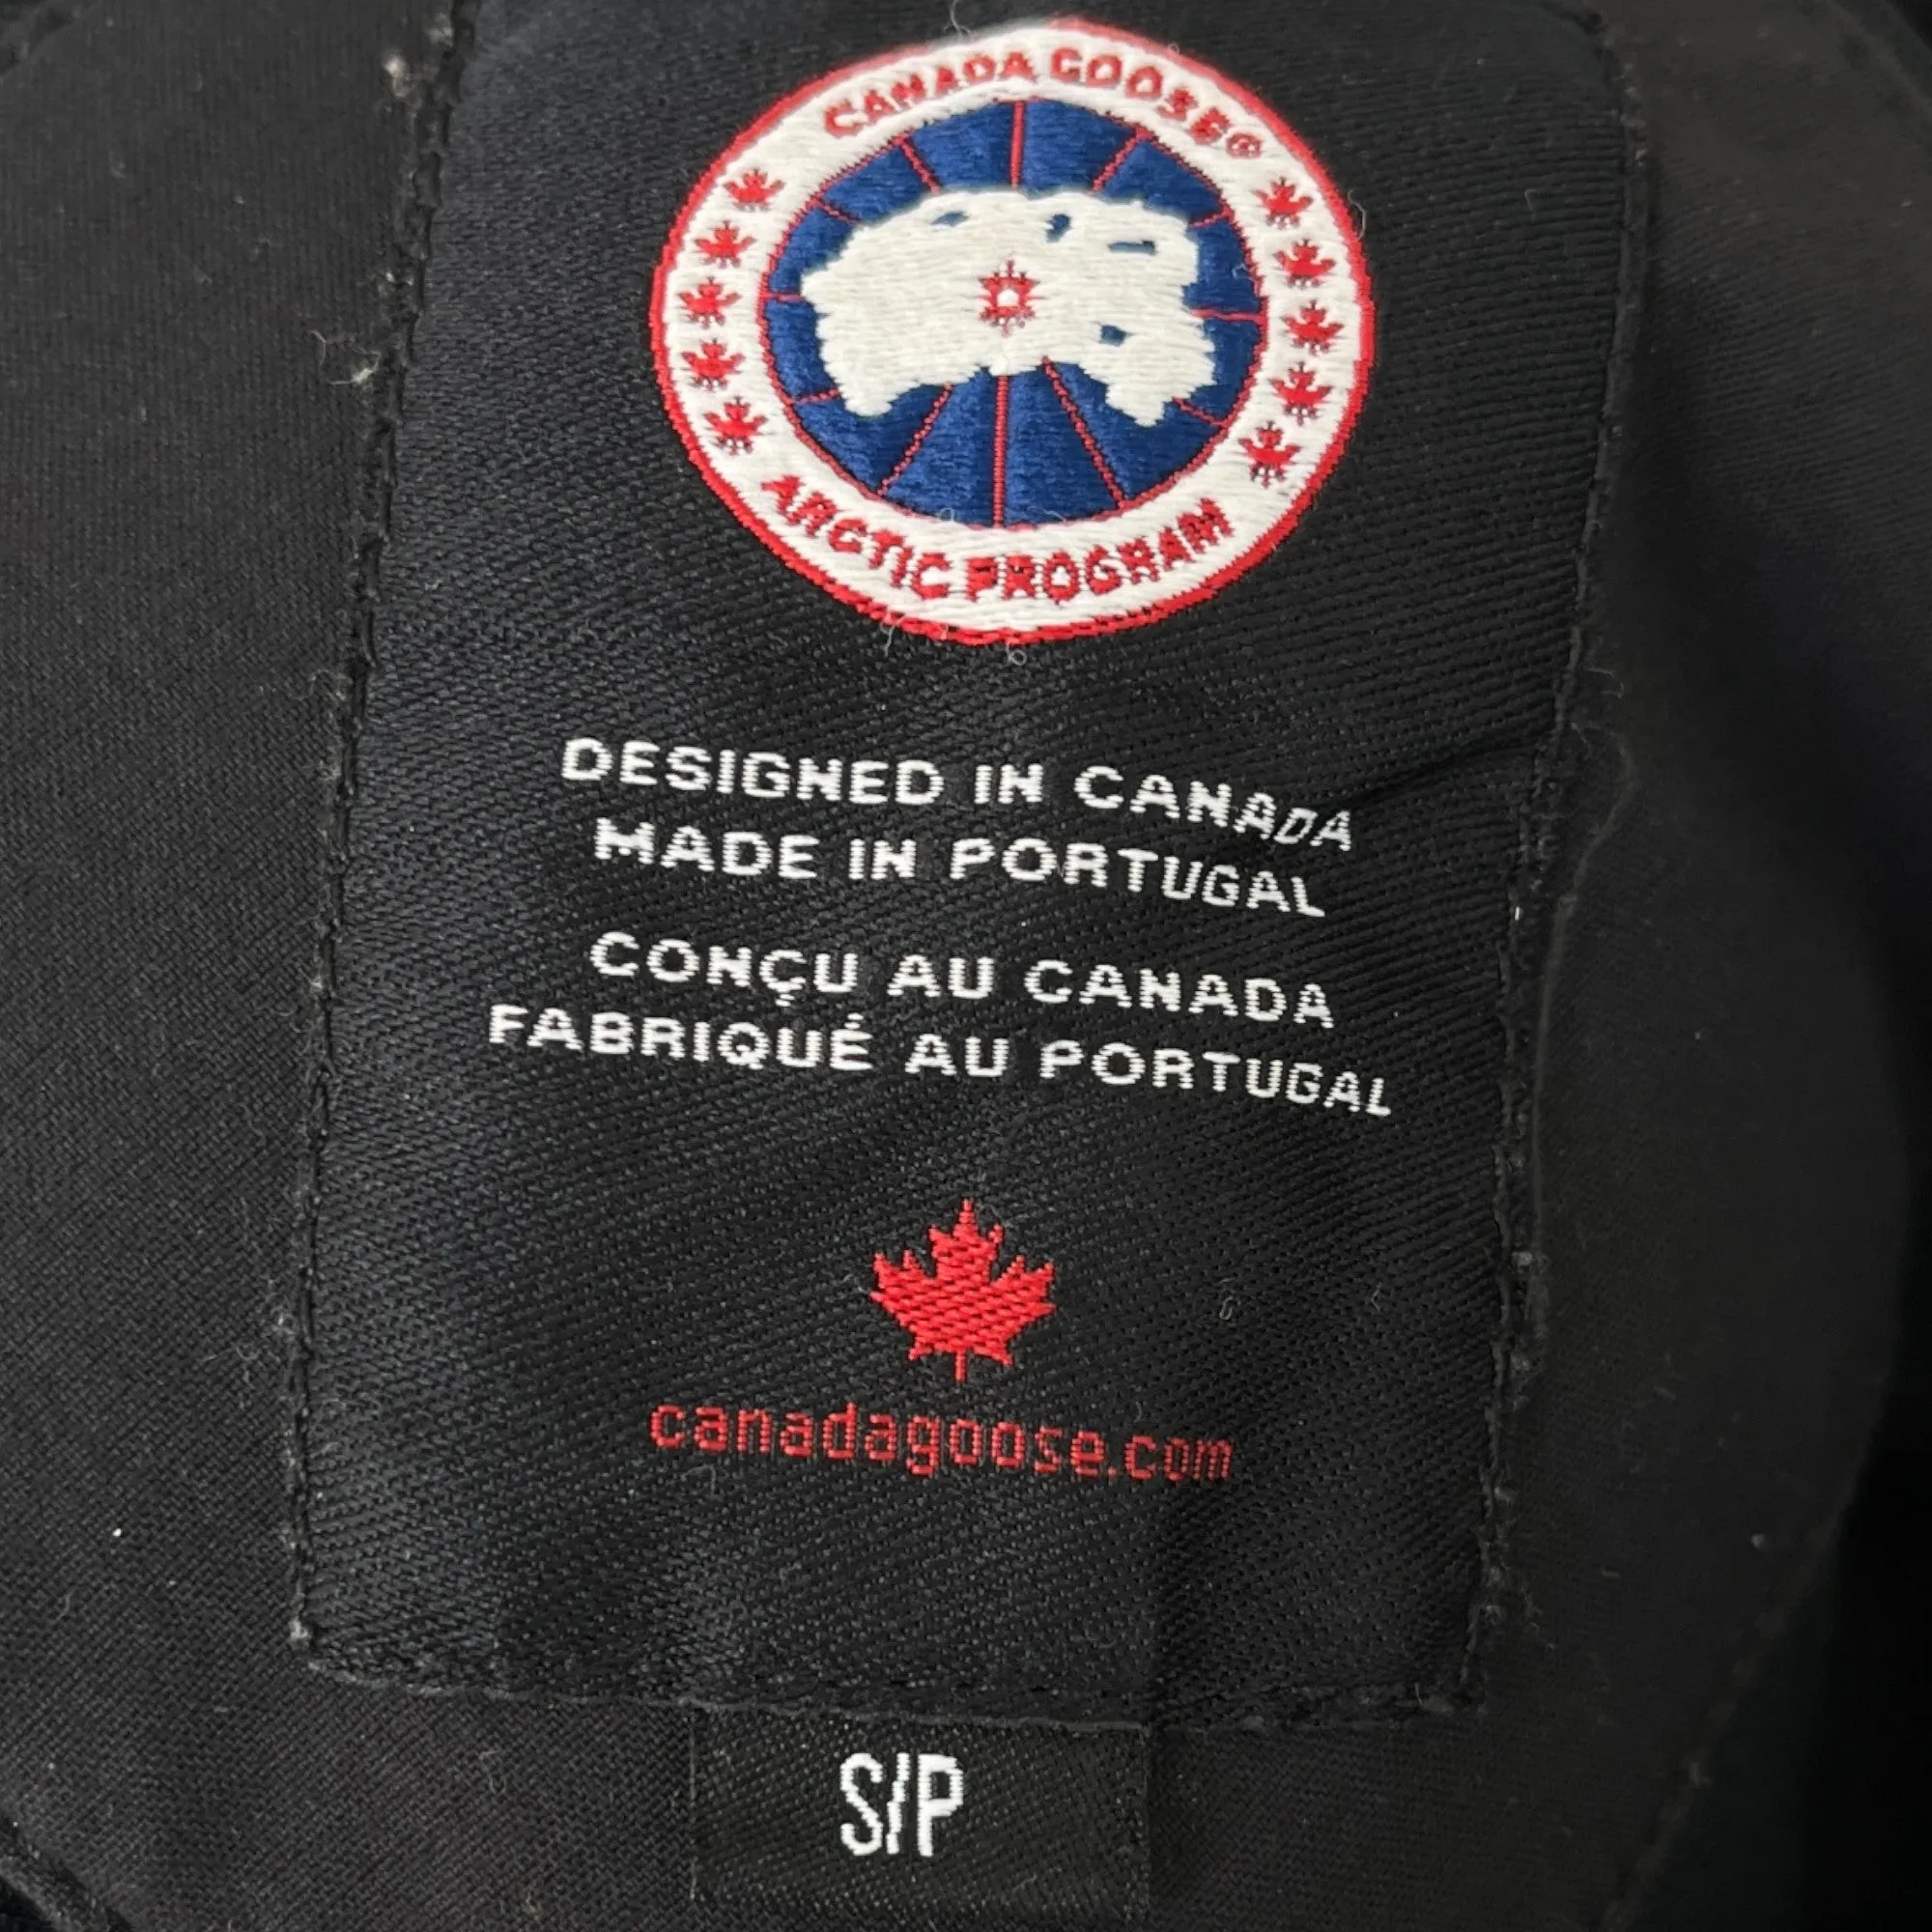 CANADA GOOSE®
ARCTIC PROGRAM
DESIGNED IN CANADA
MADE IN PORTUGAL
CONÇU AU CANADA
FABRIQUÉ AU PORTUGAL
canadagoose.com
S/P